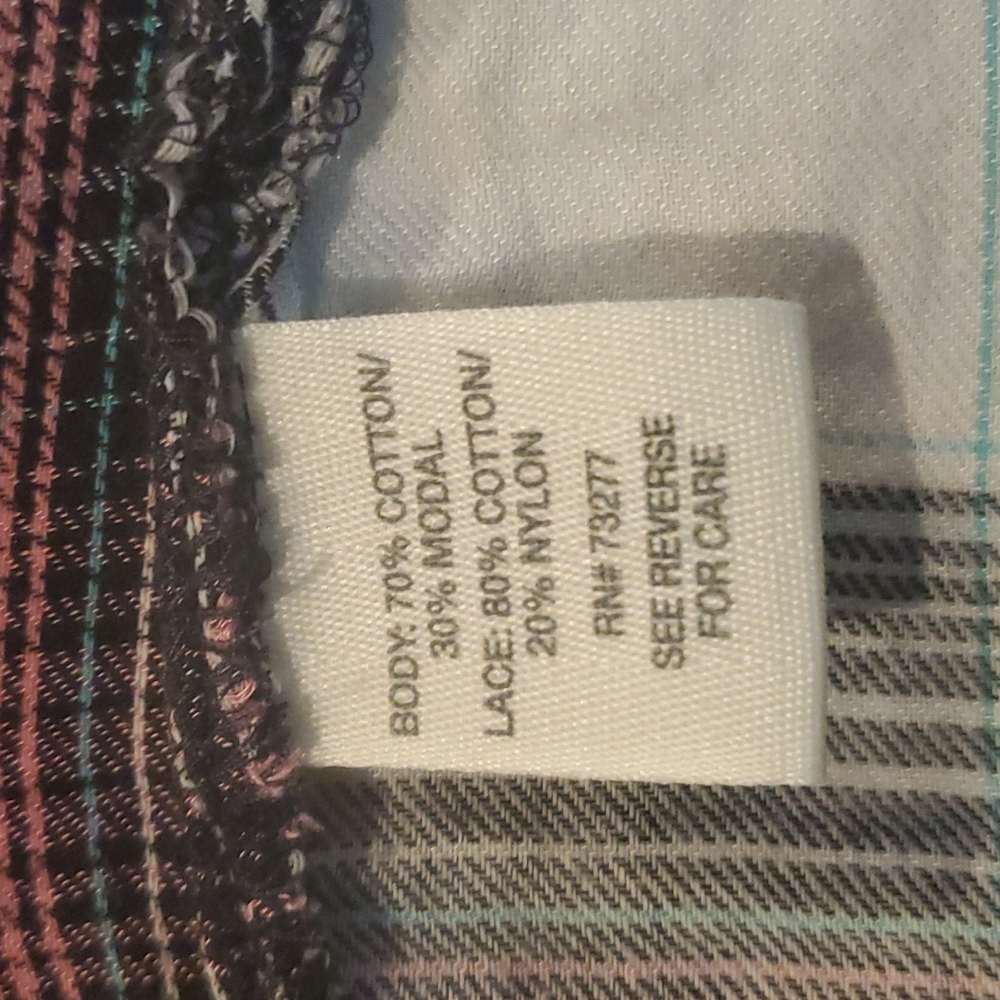 BODY: 70% COTTON/
30% MODAL
LACE: 80% COTTON/
20% NYLON
RN# 73277
SEE REVERSE
FOR CARE